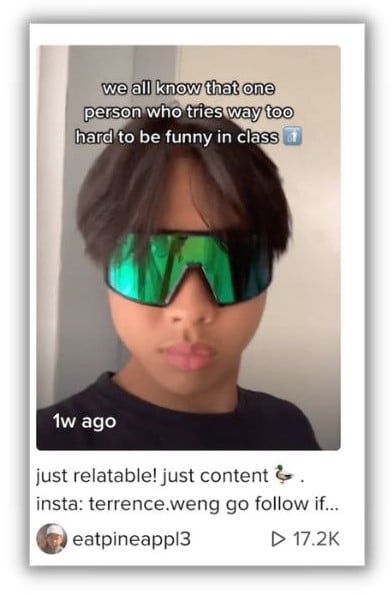 we all know that one
person who tries way too
hard to be funny in class 🚮
1w ago
just relatable! just content 🦆 .
insta: terrence.weng go follow if...
eatpineappl3
17.2K